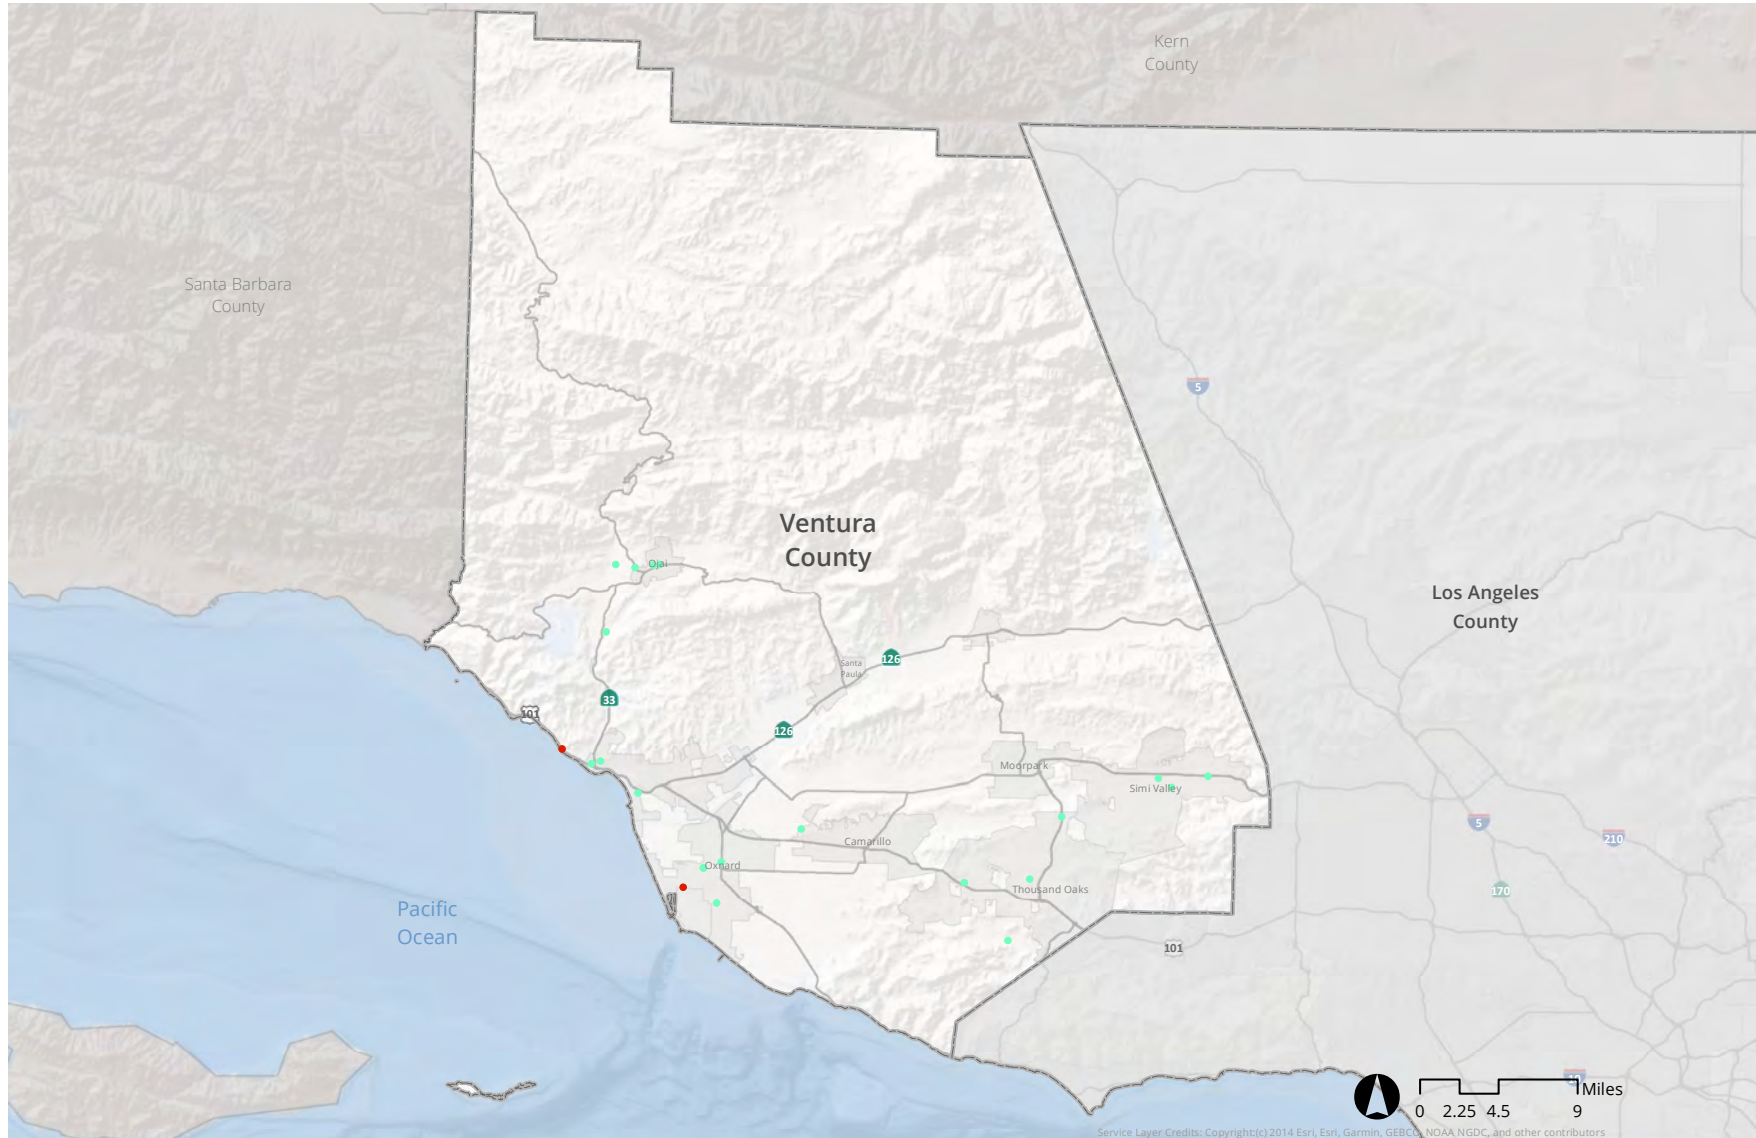 Kern
County
Santa Barbara
County
5
Ventura
County
Ojai
Los Angeles
County
Santa
Paula
126
33
101
126
Moorpark
Simi Valley
5
210
Camarillo
Oxnard
Thousand Oaks
170
Pacific
Ocean
101
10
Miles
0 2.25 4.5 9
Service Layer Credits: Copyright:(c) 2014 Esri, Esri, Garmin, GEBCO, NOAA NGDC, and other contributors